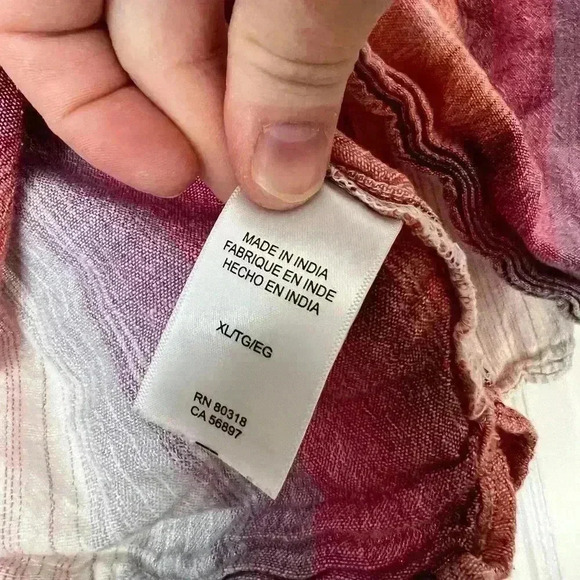 MADE IN INDIA
FABRIQUE EN INDE
HECHO EN INDIA
XL/TG/EG
RN 80318
CA 56897